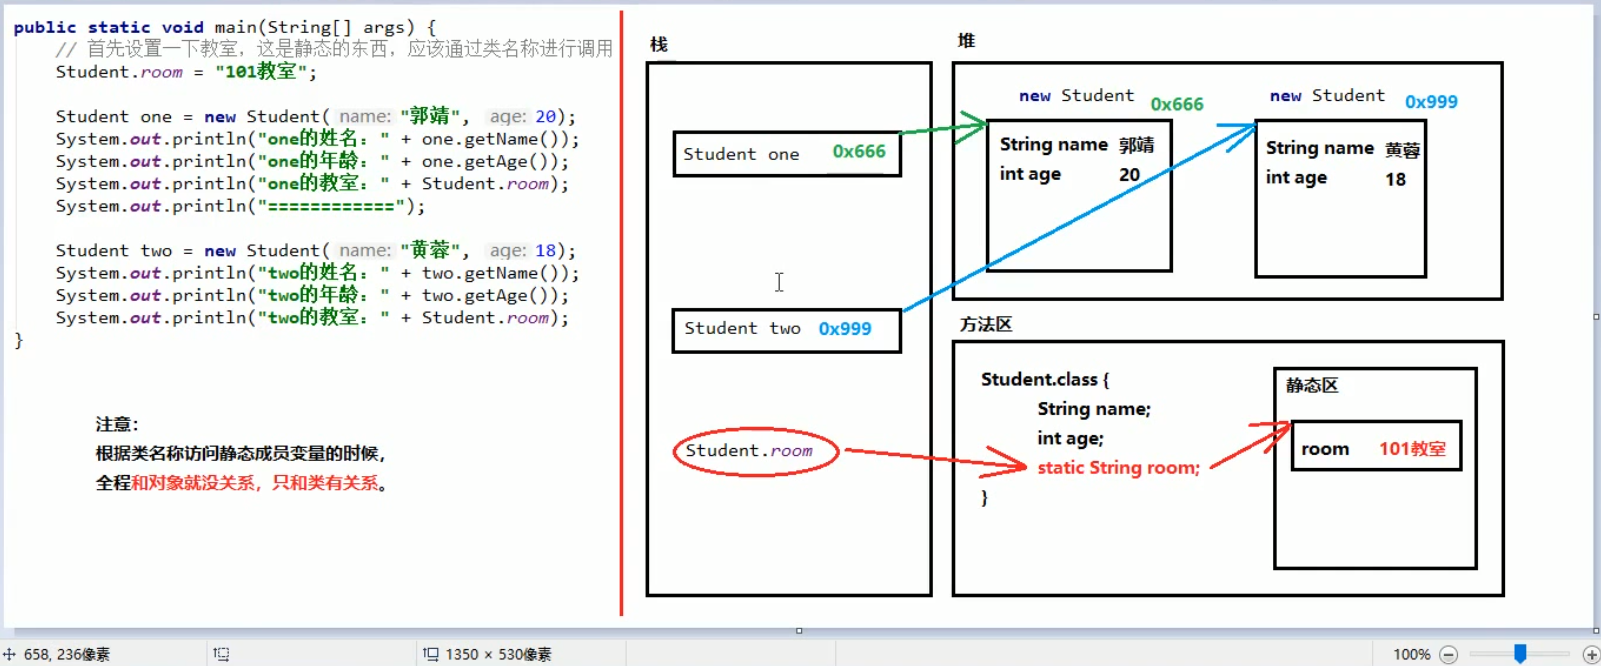 public static void main(String[] args) {
// 首先设置一下教室，这是静态的东西，应该通过类名称进行调用
Student.room = "101教室";
Student one = new Student( name: "郭靖", age: 20);
System.out.println("one的姓名：" + one.getName());
System.out.println("one的年龄：" + one.getAge());
System.out.println("one的教室：" + Student.room);
System.out.println("============");
Student two = new Student( name: "黄蓉", age: 18);
System.out.println("two的姓名：" + two.getName());
System.out.println("two的年龄：" + two.getAge());
System.out.println("two的教室：" + Student.room);
}
注意：
根据类名称访问静态成员变量的时候，
全程和对象就没关系，只和类有关系。
栈
Student one 0x666
Student two 0x999
Student.room
堆
new Student 0x666
String name 郭靖
int age 20
new Student 0x999
String name 黄蓉
int age 18
方法区
Student.class {
String name;
int age;
static String room;
}
静态区
room 101教室
658, 236像素
1350 × 530像素
100%